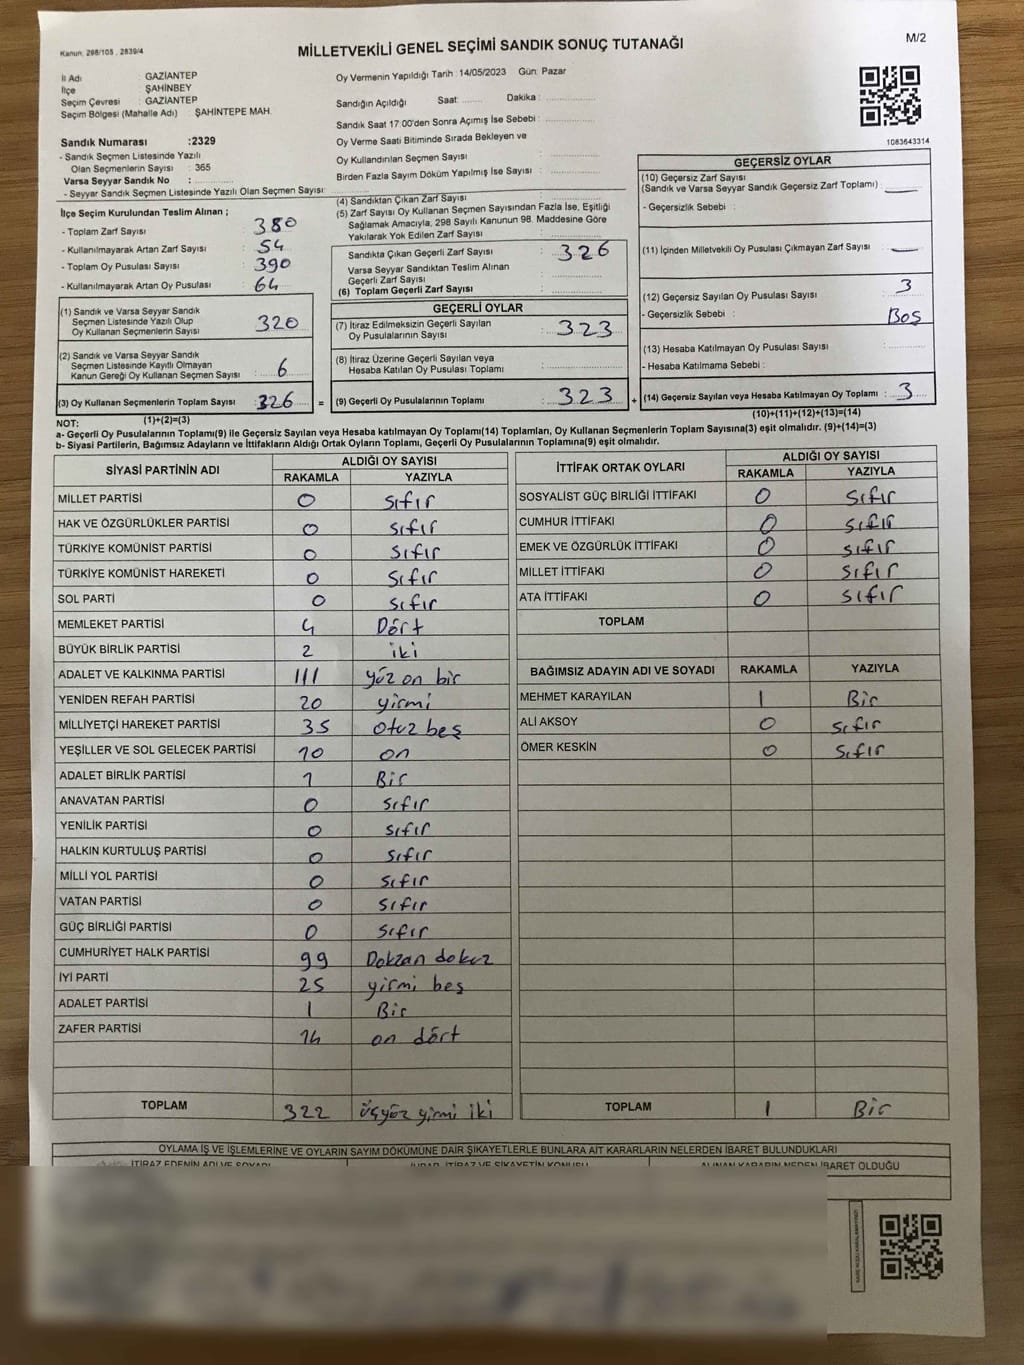 Kanun: 298/105 , 2839/4
MİLLETVEKİLİ GENEL SEÇİMİ SANDIK SONUÇ TUTANAĞI
M/2
İl Adı : GAZİANTEP
İlçe : ŞAHİNBEY
Seçim Çevresi : GAZİANTEP
Seçim Bölgesi (Mahalle Adı) : ŞAHİNTEPE MAH.
Oy Vermenin Yapıldığı Tarih : 14/05/2023 Gün: Pazar
Sandığın Açıldığı Saat: ........ Dakika : ................
Sandık Saat 17:00'den Sonra Açımış İse Sebebi : ................
Oy Verme Saati Bitiminde Sırada Bekleyen ve
Oy Kullandırılan Seçmen Sayısı : ................
Birden Fazla Sayım Döküm Yapılmış İse Sayısı : ................
1083643314
Sandık Numarası :2329
- Sandık Seçmen Listesinde Yazılı
Olan Seçmenlerin Sayısı : 365
Varsa Seyyar Sandık No : ................
- Seyyar Sandık Seçmen Listesinde Yazılı Olan Seçmen Sayısı: ................
İlçe Seçim Kurulundan Teslim Alınan ;
- Toplam Zarf Sayısı : 380
- Kullanılmayarak Artan Zarf Sayısı : 54
- Toplam Oy Pusulası Sayısı : 390
- Kullanılmayarak Artan Oy Pusulası : 64
(1) Sandık ve Varsa Seyyar Sandık
Seçmen Listesinde Yazılı Olup
Oy Kullanan Seçmenlerin Sayısı : 320
(2) Sandık ve Varsa Seyyar Sandık
Seçmen Listesinde Kayıtlı Olmayan
Kanun Gereği Oy Kullanan Seçmen Sayısı : 6
(3) Oy Kullanan Seçmenlerin Toplam Sayısı : 326 =
(1)+(2)=(3)
(4) Sandıktan Çıkan Zarf Sayısı : ................
(5) Zarf Sayısı Oy Kullanan Seçmen Sayısından Fazla İse, Eşitliği
Sağlamak Amacıyla, 298 Sayılı Kanunun 98. Maddesine Göre
Yakılarak Yok Edilen Zarf Sayısı : ................
Sandıkta Çıkan Geçerli Zarf Sayısı : 326
Varsa Seyyar Sandıktan Teslim Alınan
Geçerli Zarf Sayısı : ................
(6) Toplam Geçerli Zarf Sayısı : ................
GEÇERLİ OYLAR
(7) İtiraz Edilmeksizin Geçerli Sayılan
Oy Pusulalarının Sayısı : 323
(8) İtiraz Üzerine Geçerli Sayılan veya
Hesaba Katılan Oy Pusulası Toplamı : ................
(9) Geçerli Oy Pusulalarının Toplamı : 323 +
GEÇERSİZ OYLAR
(10) Geçersiz Zarf Sayısı
(Sandık ve Varsa Seyyar Sandık Geçersiz Zarf Toplamı) : —
- Geçersizlik Sebebi :
(11) İçinden Milletvekili Oy Pusulası Çıkmayan Zarf Sayısı : —
(12) Geçersiz Sayılan Oy Pusulası Sayısı : 3
- Geçersizlik Sebebi : Boş
(13) Hesaba Katılmayan Oy Pusulası Sayısı : ................
- Hesaba Katılmama Sebebi :
(14) Geçersiz Sayılan veya Hesaba Katılmayan Oy Toplamı : 3
(10)+(11)+(12)+(13)=(14)
NOT:
a- Geçerli Oy Pusulalarının Toplamı(9) ile Geçersiz Sayılan veya Hesaba Katılmayan Oy Toplamı(14) Toplamları, Oy Kullanan Seçmenlerin Toplam Sayısına(3) eşit olmalıdır. (9)+(14)=(3)
b- Siyasi Partilerin, Bağımsız Adayların ve İttifakların Aldığı Ortak Oyların Toplamı, Geçerli Oy Pusulalarının Toplamına(9) eşit olmalıdır.
SİYASİ PARTİNİN ADI ALDIĞI OY SAYISI
RAKAMLA YAZIYLA
MİLLET PARTİSİ 0 sıfır
HAK VE ÖZGÜRLÜKLER PARTİSİ 0 sıfır
TÜRKİYE KOMÜNİST PARTİSİ 0 sıfır
TÜRKİYE KOMÜNİST HAREKETİ 0 sıfır
SOL PARTİ 0 sıfır
MEMLEKET PARTİSİ 4 Dört
BÜYÜK BİRLİK PARTİSİ 2 iki
ADALET VE KALKINMA PARTİSİ 111 yüz on bir
YENİDEN REFAH PARTİSİ 20 yirmi
MİLLİYETÇİ HAREKET PARTİSİ 35 otuz beş
YEŞİLLER VE SOL GELECEK PARTİSİ 10 on
ADALET BİRLİK PARTİSİ 1 Bir
ANAVATAN PARTİSİ 0 sıfır
YENİLİK PARTİSİ 0 sıfır
HALKIN KURTULUŞ PARTİSİ 0 sıfır
MİLLİ YOL PARTİSİ 0 sıfır
VATAN PARTİSİ 0 sıfır
GÜÇ BİRLİĞİ PARTİSİ 0 sıfır
CUMHURİYET HALK PARTİSİ 99 Dokzan dokuz
İYİ PARTİ 25 yirmi beş
ADALET PARTİSİ 1 Bir
ZAFER PARTİSİ 14 on dört
TOPLAM 322 üçyüz yirmi iki
İTTİFAK ORTAK OYLARI ALDIĞI OY SAYISI
RAKAMLA YAZIYLA
SOSYALİST GÜÇ BİRLİĞİ İTTİFAKI 0 sıfır
CUMHUR İTTİFAKI 0 sıfır
EMEK VE ÖZGÜRLÜK İTTİFAKI 0 sıfır
MİLLET İTTİFAKI 0 sıfır
ATA İTTİFAKI 0 sıfır
TOPLAM
BAĞIMSIZ ADAYIN ADI VE SOYADI RAKAMLA YAZIYLA
MEHMET KARAYILAN 1 Bir
ALİ AKSOY 0 sıfır
ÖMER KESKİN 0 sıfır
TOPLAM 1 Bir
OYLAMA İŞ VE İŞLEMLERİNE VE OYLARIN SAYIM DÖKÜMÜNE DAİR ŞİKAYETLERLE BUNLARA AİT KARARLARIN NELERDEN İBARET BULUNDUKLARI
İTİRAZ EDENİN ADI VE SOYADI İTİRAZ VE ŞİKAYETİN KONUSU ALINAN KARARIN NEDEN İBARET OLDUĞU